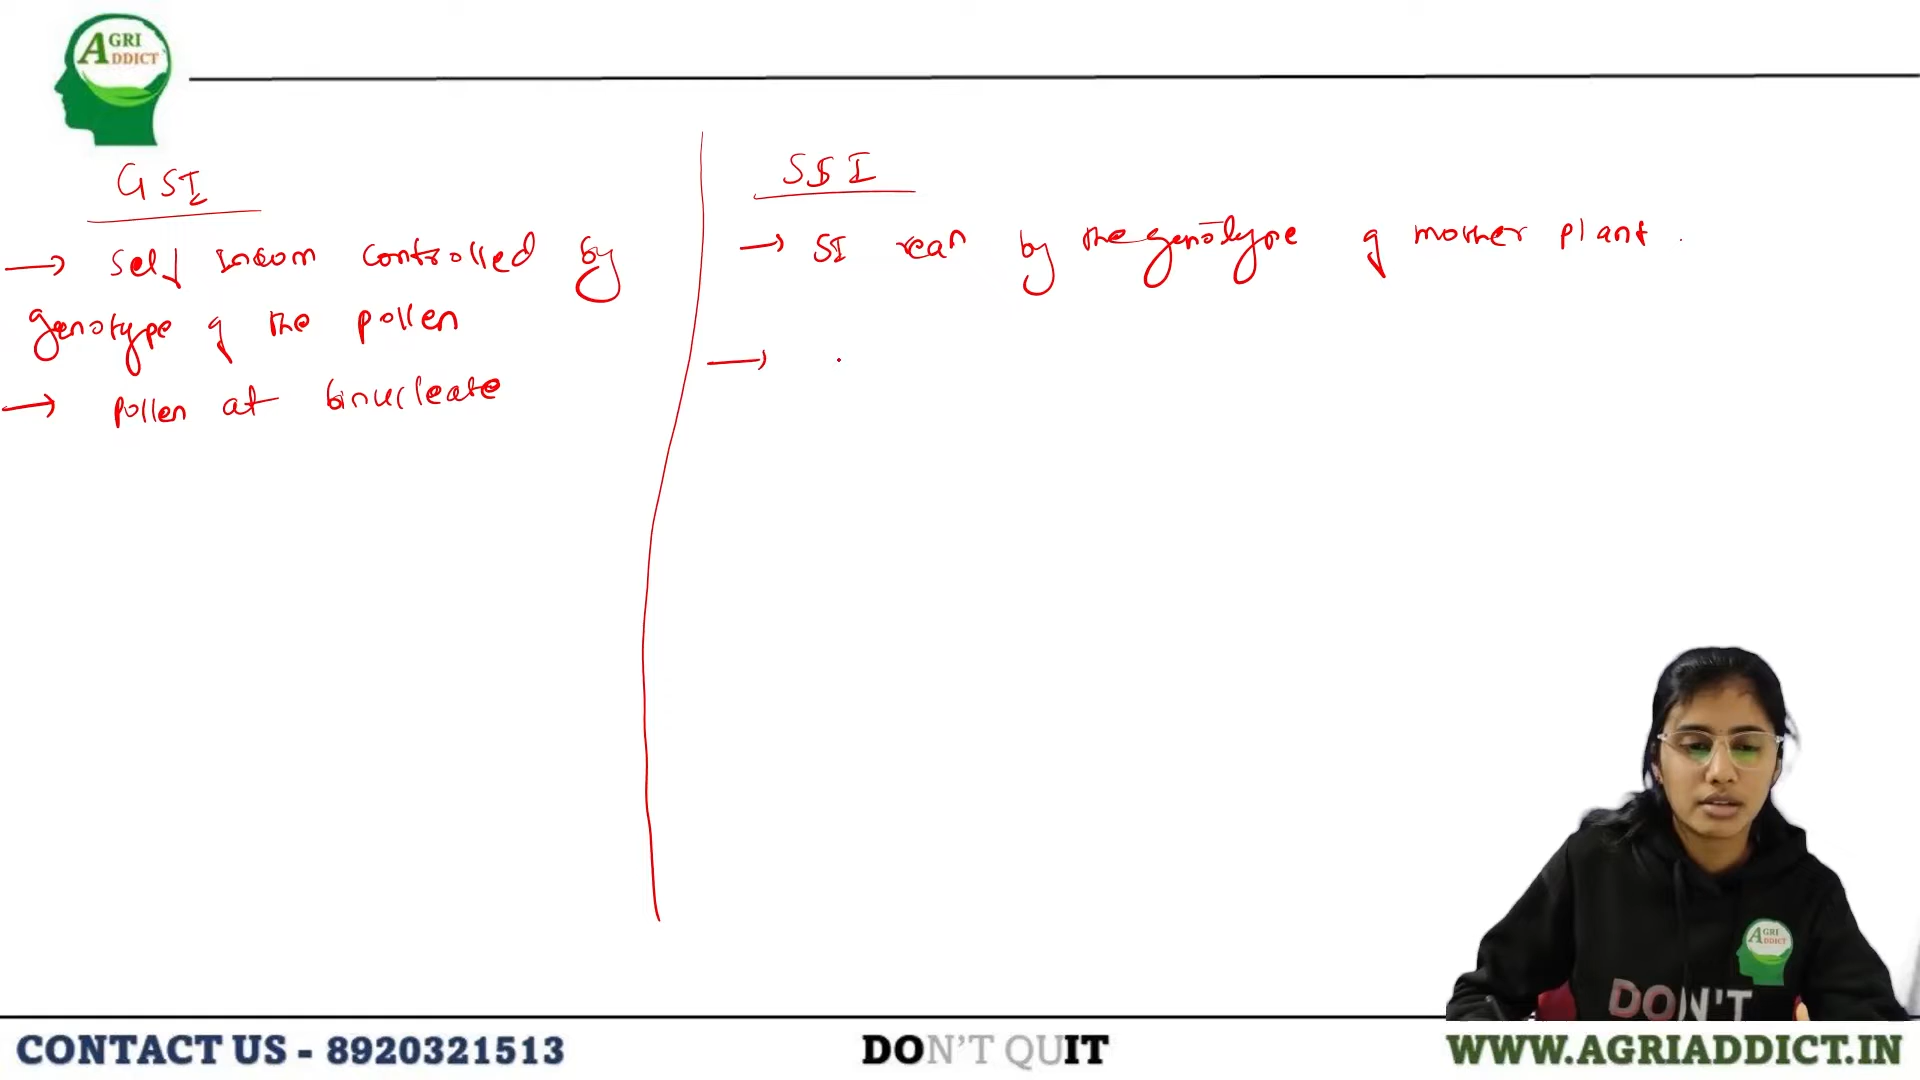 AGRI
ADDICT
GSI
→ Self incom controlled by
genotype of the pollen
→ pollen at binucleate
SSI
→ SI rean by the genotype of mother plant.
→
AGRI
ADDICT
DON'T
CONTACT US - 8920321513
DON'T QUIT
WWW.AGRIADDICT.IN